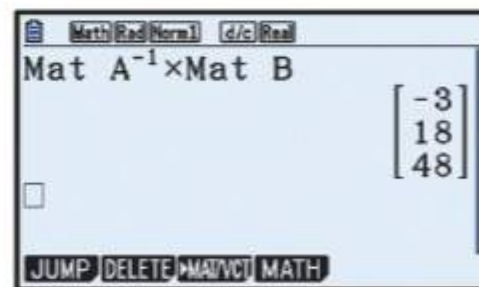 Math Rad Norm1 d/c Real
Mat A⁻¹×Mat B
[-3
18
48]
JUMP DELETE ▶MAT/VCT MATH